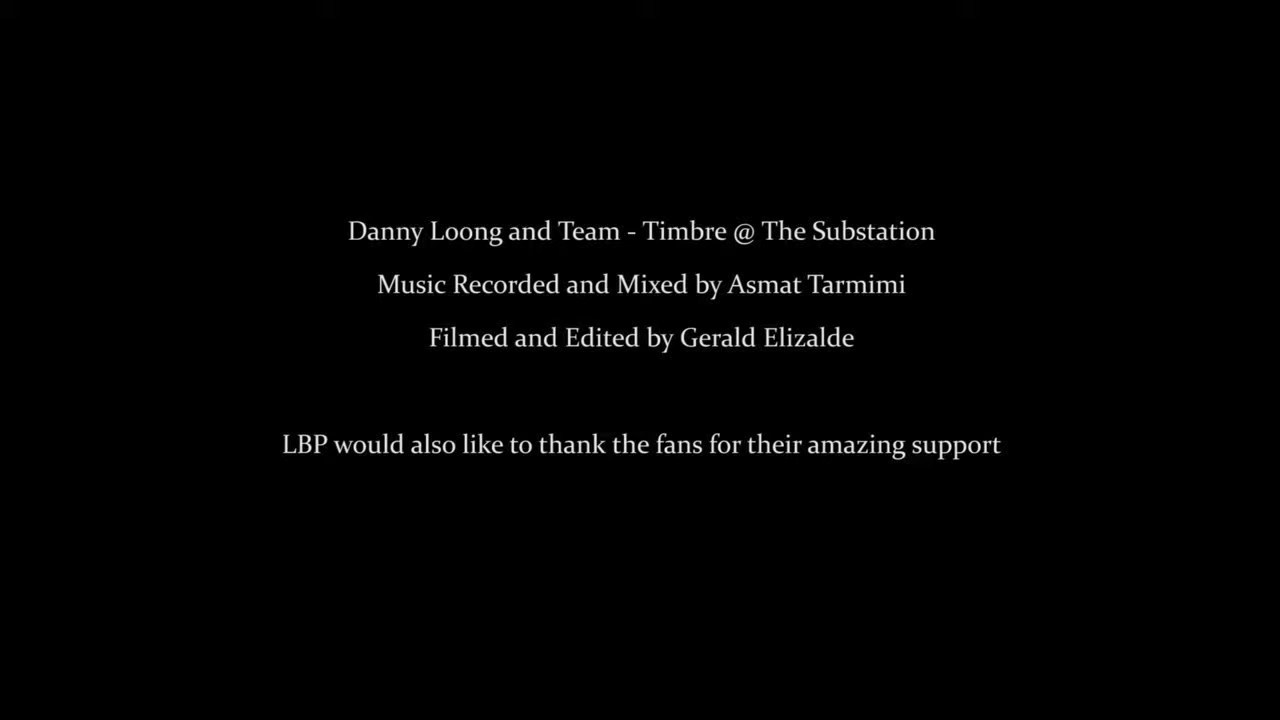 Danny Loong and Team - Timbre @ The Substation
Music Recorded and Mixed by Asmat Tarmimi
Filmed and Edited by Gerald Elizalde
LBP would also like to thank the fans for their amazing support